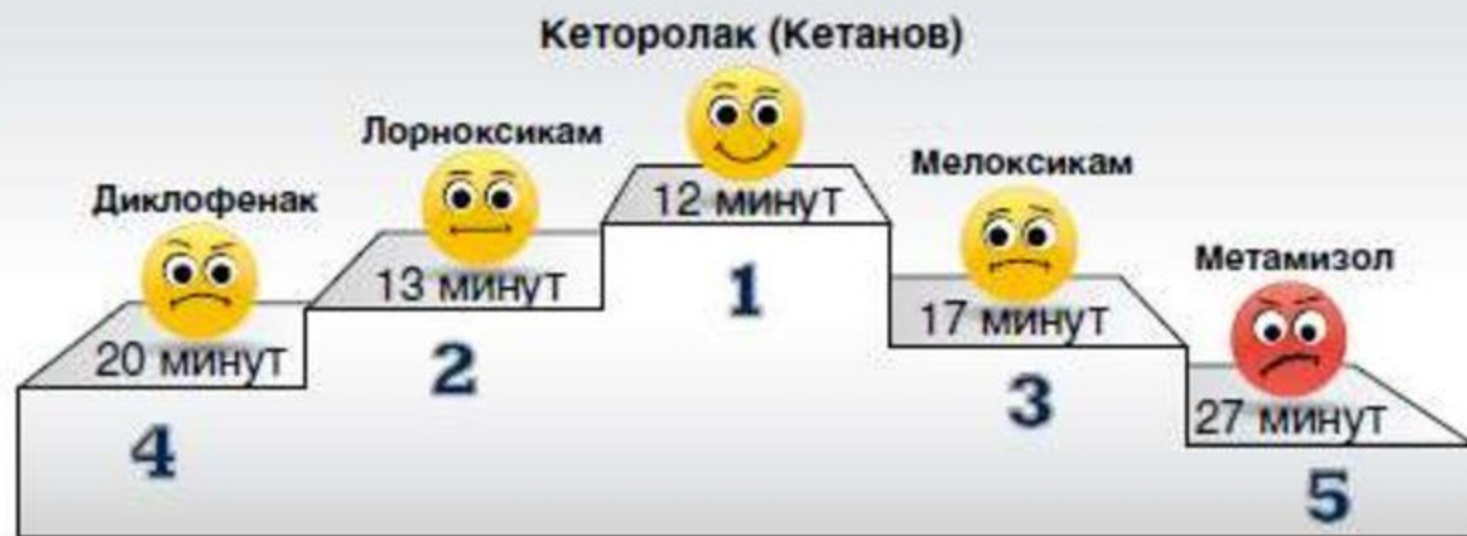 Кеторолак (Кетанов)
12 минут
1
Лорноксикам
13 минут
2
Мелоксикам
17 минут
3
Диклофенак
20 минут
4
Метамизол
27 минут
5